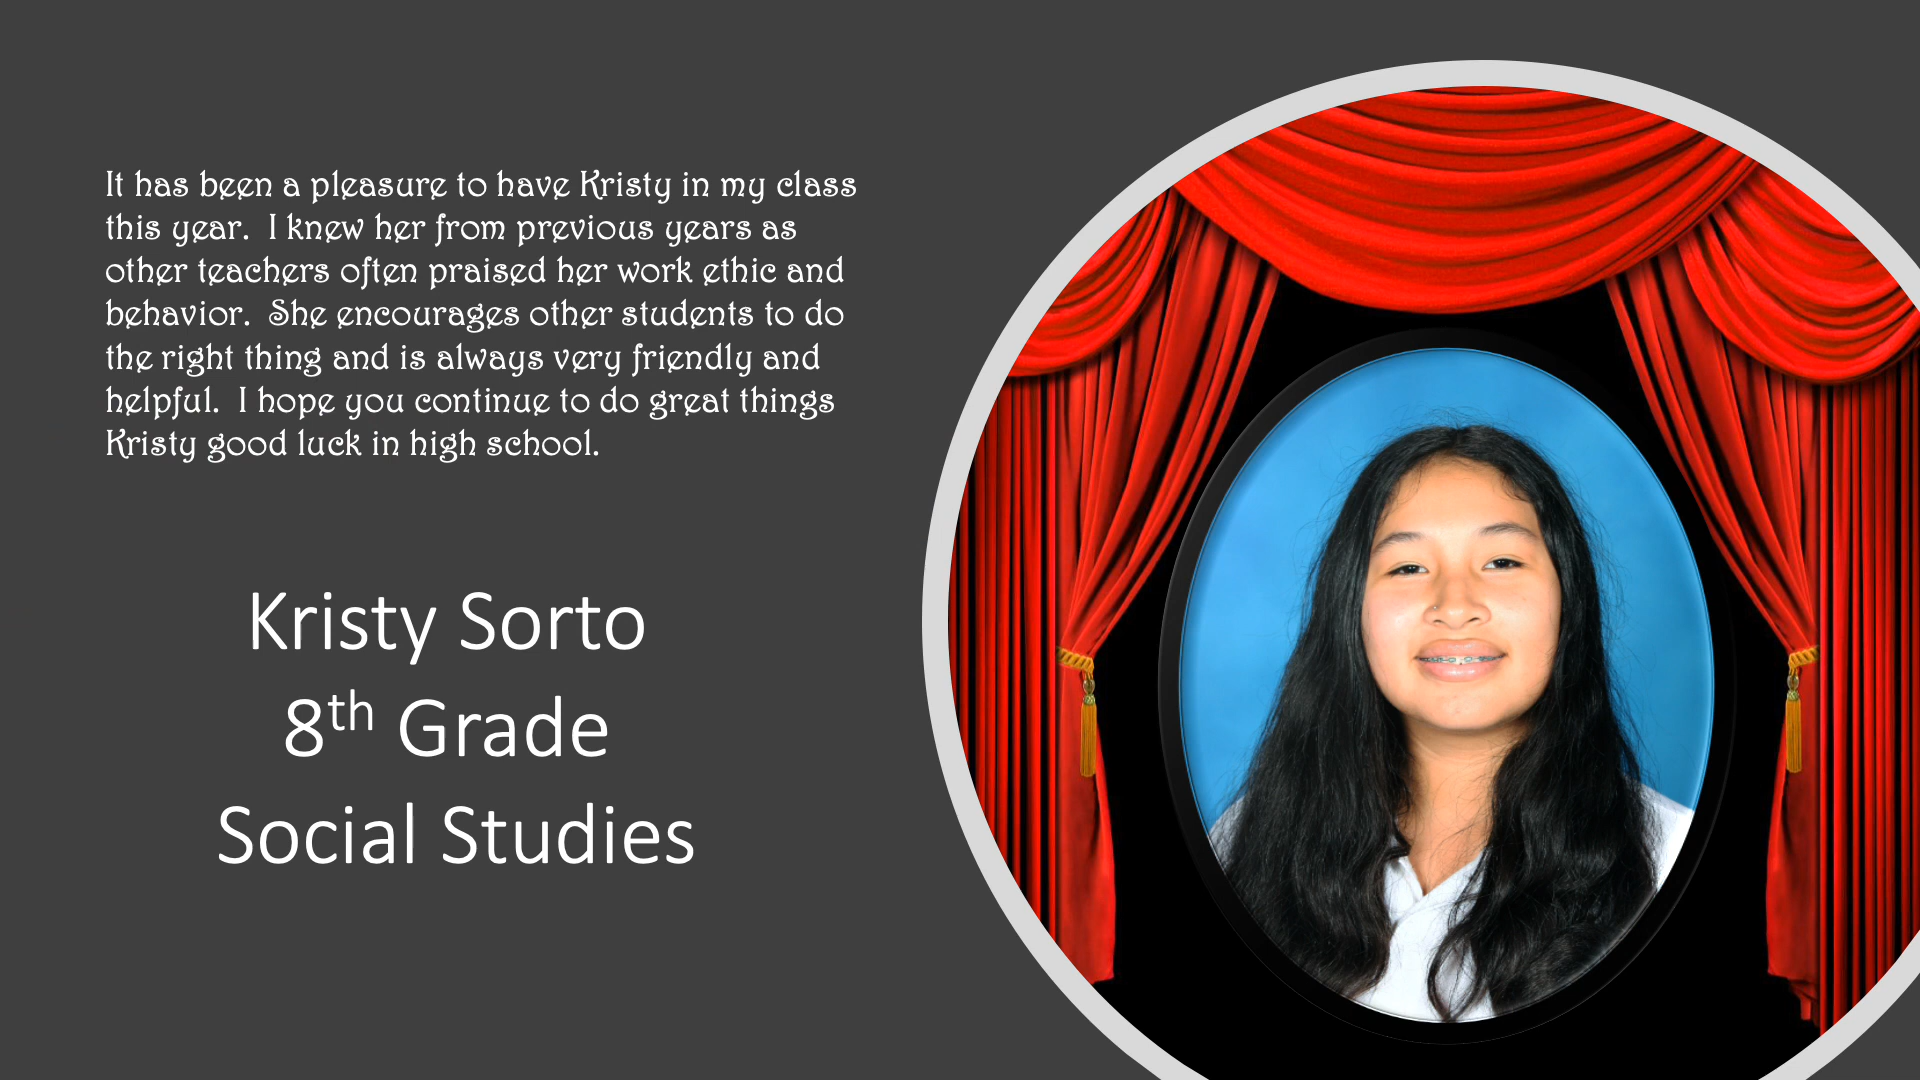 It has been a pleasure to have Kristy in my class
this year.  I knew her from previous years as
other teachers often praised her work ethic and
behavior.  She encourages other students to do
the right thing and is always very friendly and
helpful.  I hope you continue to do great things
Kristy good luck in high school.
Kristy Sorto
8th Grade
Social Studies